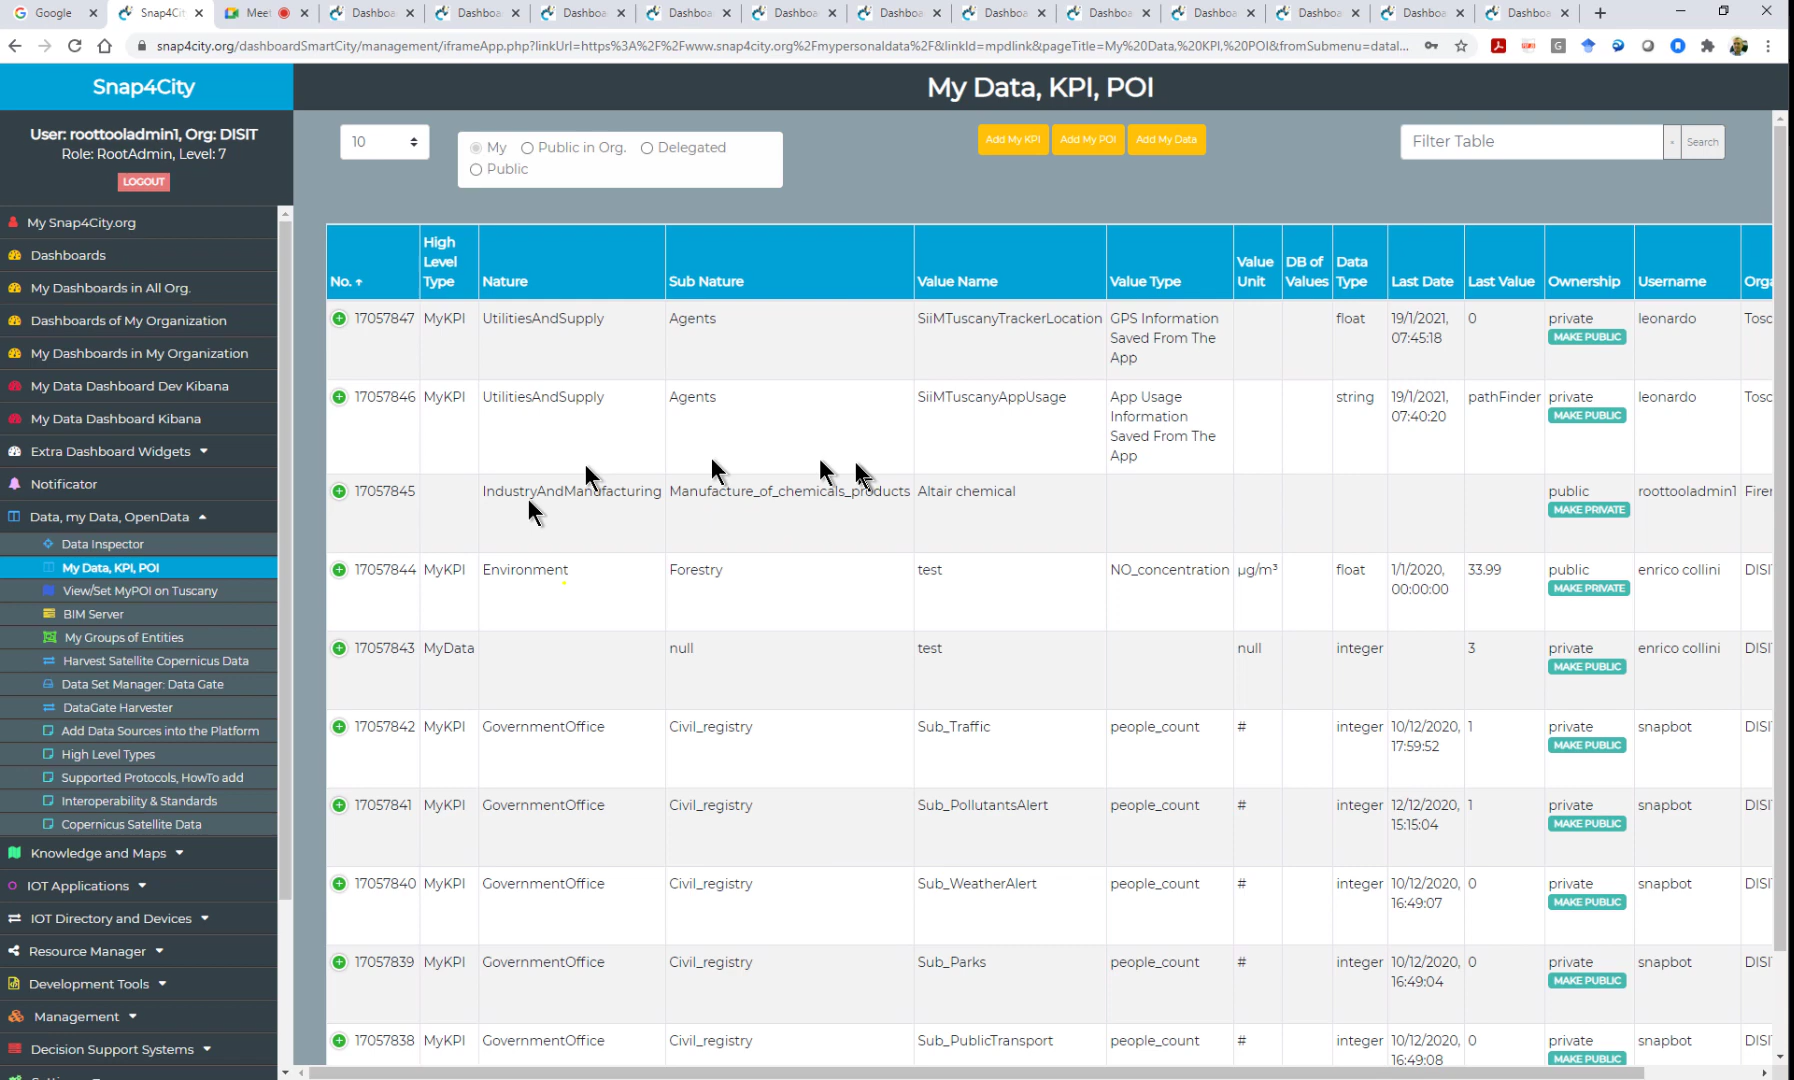 Google
Snap4C
Meet
Dashboa
Dashboa
Dashboa
Dashboa
Dashboa
Dashboa
Dashboa
Dashboa
Dashboa
Dashboa
Dashboa
Dashboa
snap4city.org/dashboardSmartCity/management/iframeApp.php?linkUrl=https%3A%2F%2Fwww.snap4city.org%2Fmypersonaldata%2F&linkId=mpdlink&pageTitle=My%20Data,%20KPI,%20POI&fromSubmenu=datal...
Snap4City
My Data, KPI, POI
User: roottooladmin1, Org: DISIT
Role: RootAdmin, Level: 7
LOGOUT
10
My Public in Org. Delegated
Public
Add My KPI Add My POI Add My Data
Filter Table
Search
My Snap4City.org
Dashboards
My Dashboards in All Org.
Dashboards of My Organization
My Dashboards in My Organization
My Data Dashboard Dev Kibana
My Data Dashboard Kibana
Extra Dashboard Widgets
Notificator
Data, my Data, OpenData
Data Inspector
My Data, KPI, POI
View/Set MyPOI on Tuscany
BIM Server
My Groups of Entities
Harvest Satellite Copernicus Data
Data Set Manager: Data Gate
DataGate Harvester
Add Data Sources into the Platform
High Level Types
Supported Protocols, HowTo add
Interoperability & Standards
Copernicus Satellite Data
Knowledge and Maps
IOT Applications
IOT Directory and Devices
Resource Manager
Development Tools
Management
Decision Support Systems
No. High Level Type Nature Sub Nature Value Name Value Type Value Unit DB of Values Data Type Last Date Last Value Ownership Username Orga
17057847 MyKPI UtilitiesAndSupply Agents SiiMTuscanyTrackerLocation GPS Information Saved From The App float 19/1/2021, 07:45:18 0 private MAKE PUBLIC leonardo Tosc
17057846 MyKPI UtilitiesAndSupply Agents SiiMTuscanyAppUsage App Usage Information Saved From The App string 19/1/2021, 07:40:20 pathFinder private MAKE PUBLIC leonardo Tosc
17057845 IndustryAndManufacturing Manufacture_of_chemicals_products Altair chemical public MAKE PRIVATE roottooladmin1 Firen
17057844 MyKPI Environment Forestry test NO_concentration µg/m³ float 1/1/2020, 00:00:00 33.99 public MAKE PRIVATE enrico collini DISI
17057843 MyData null test null integer 3 private MAKE PUBLIC enrico collini DISI
17057842 MyKPI GovernmentOffice Civil_registry Sub_Traffic people_count # integer 10/12/2020, 17:59:52 1 private MAKE PUBLIC snapbot DISI
17057841 MyKPI GovernmentOffice Civil_registry Sub_PollutantsAlert people_count # integer 12/12/2020, 15:15:04 1 private MAKE PUBLIC snapbot DISI
17057840 MyKPI GovernmentOffice Civil_registry Sub_WeatherAlert people_count # integer 10/12/2020, 16:49:07 0 private MAKE PUBLIC snapbot DISI
17057839 MyKPI GovernmentOffice Civil_registry Sub_Parks people_count # integer 10/12/2020, 16:49:04 0 private MAKE PUBLIC snapbot DISI
17057838 MyKPI GovernmentOffice Civil_registry Sub_PublicTransport people_count # integer 10/12/2020, 16:49:08 0 private MAKE PUBLIC snapbot DISI